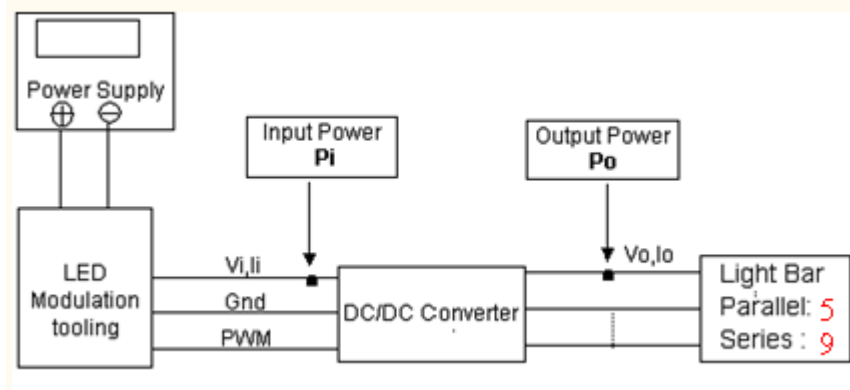 Power Supply
Input Power
Pi
Output Power
Po
LED
Modulation
tooling
Vi,Ii
Gnd
PWM
DC/DC Converter
Vo,Io
Light Bar
Parallel: 5
Series : 9